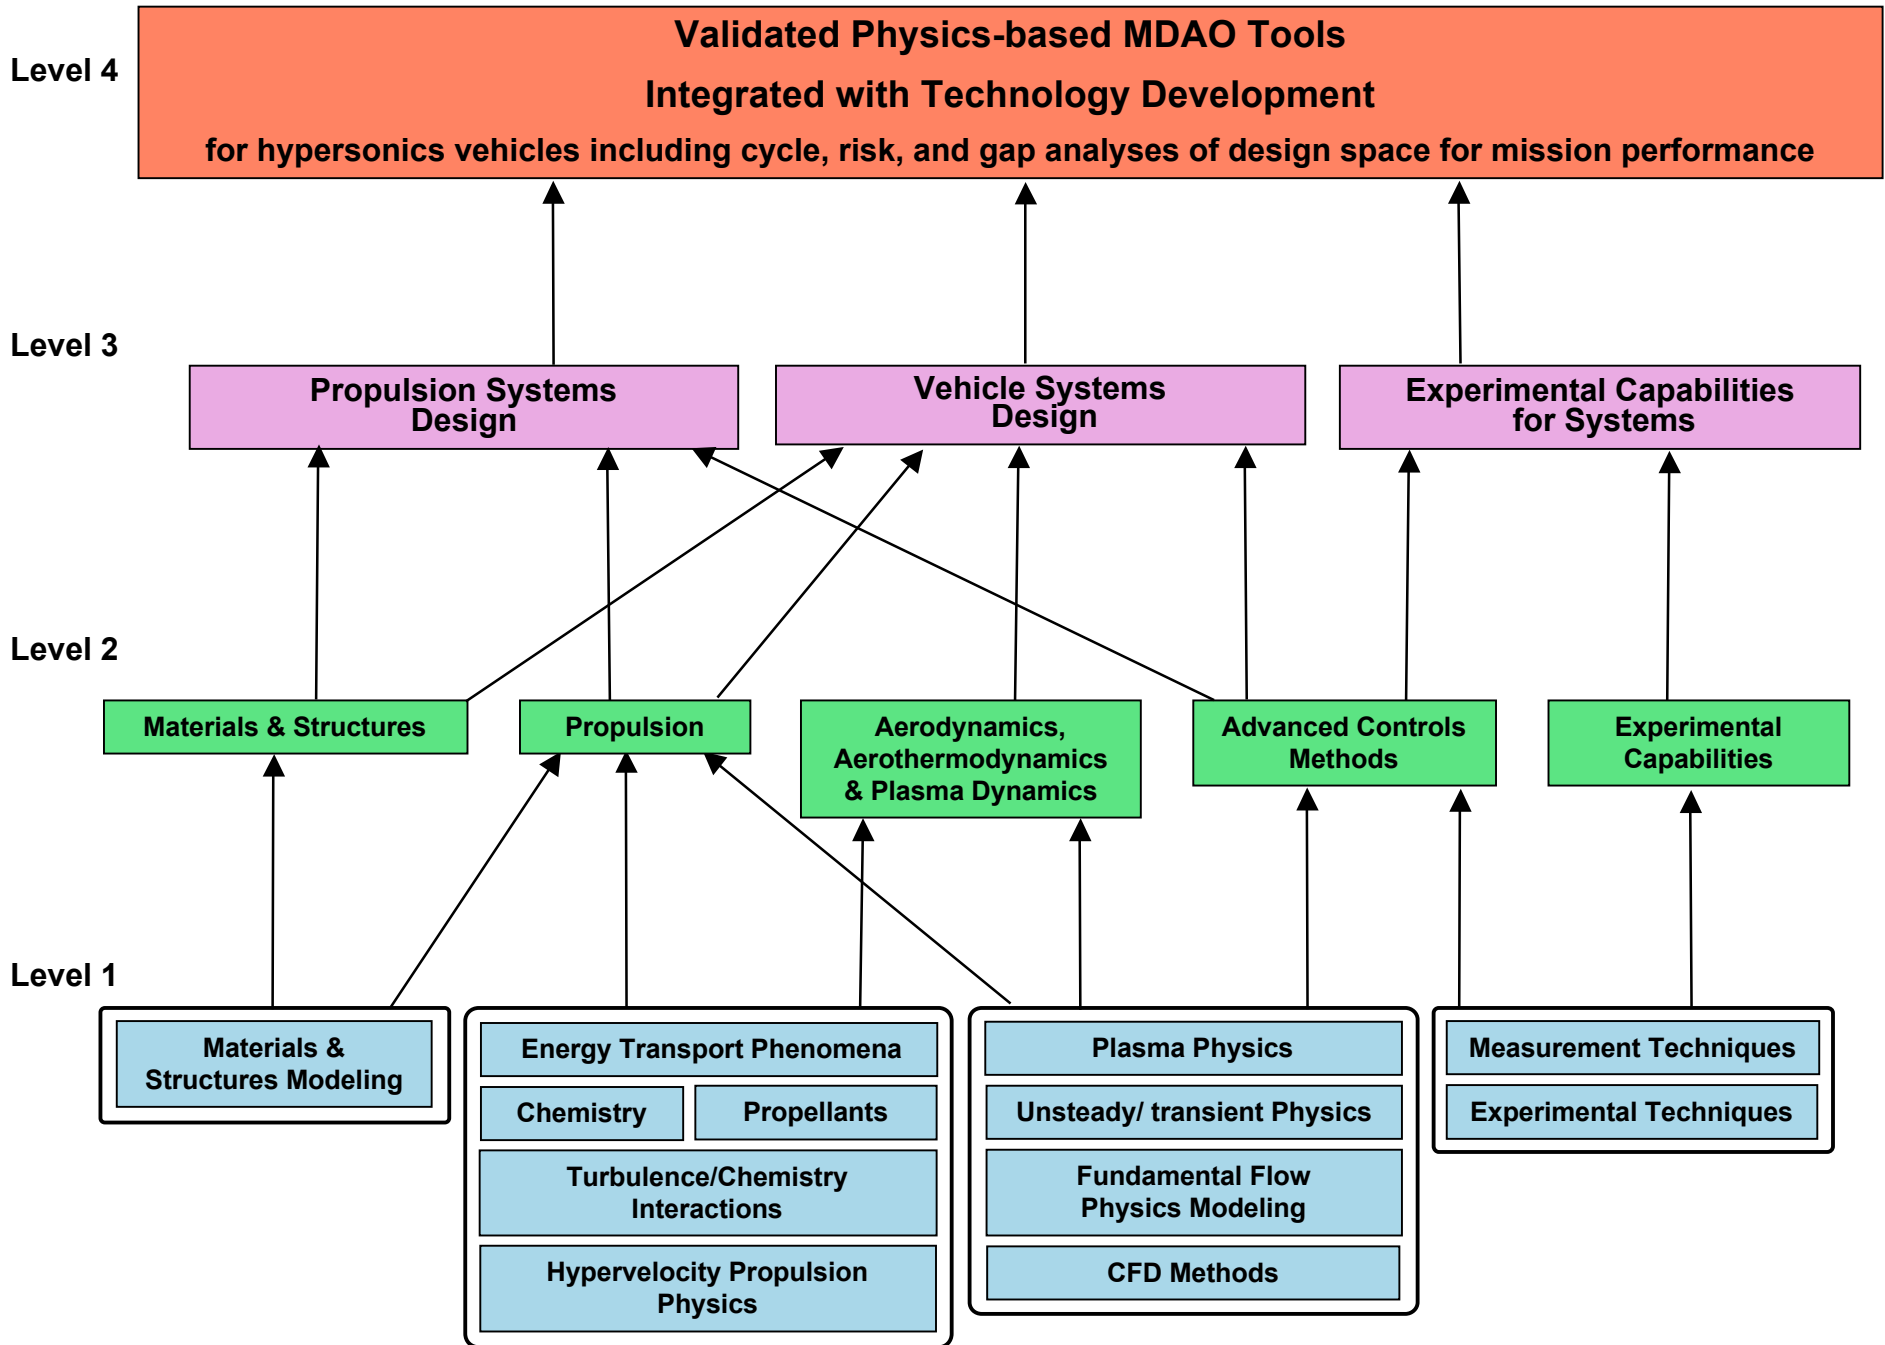 Validated Physics-based MDAO Tools
Level 4
Integrated with Technology Development
for hypersonics vehicles including cycle, risk, and gap analyses of design space for mission performance
Level 3
Propulsion Systems
Design
Vehicle Systems
Design
Experimental Capabilities
for Systems
Level 2
Materials & Structures
Propulsion
Aerodynamics,
Aerothermodynamics
& Plasma Dynamics
Advanced Controls
Methods
Experimental
Capabilities
Level 1
Materials &
Structures Modeling
Energy Transport Phenomena
Chemistry
Propellants
Turbulence/Chemistry
Interactions
Hypervelocity Propulsion
Physics
Plasma Physics
Unsteady/ transient Physics
Fundamental Flow
Physics Modeling
CFD Methods
Measurement Techniques
Experimental Techniques